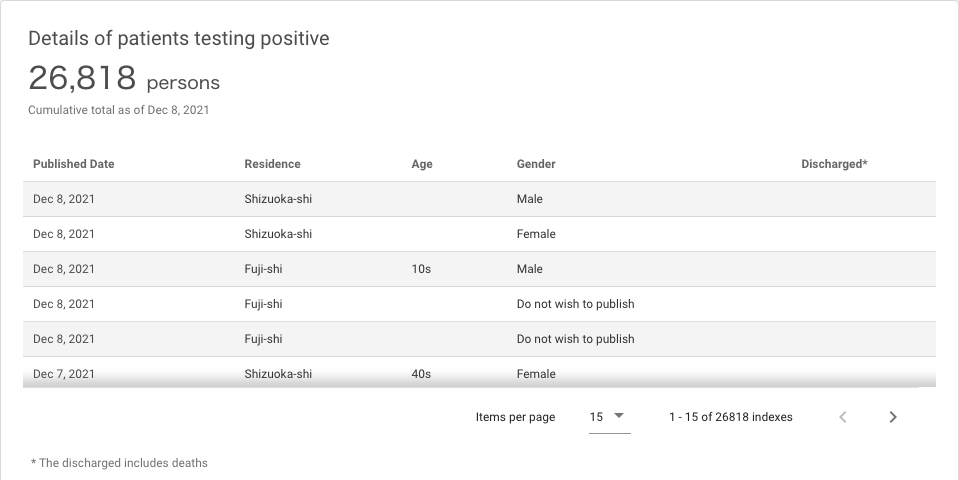 Details of patients testing positive
26,818 persons
Cumulative total as of Dec 8, 2021
Published Date Residence Age Gender Discharged*
Dec 8, 2021 Shizuoka-shi Male
Dec 8, 2021 Shizuoka-shi Female
Dec 8, 2021 Fuji-shi 10s Male
Dec 8, 2021 Fuji-shi Do not wish to publish
Dec 8, 2021 Fuji-shi Do not wish to publish
Dec 7, 2021 Shizuoka-shi 40s Female
Items per page 15 1 - 15 of 26818 indexes
* The discharged includes deaths